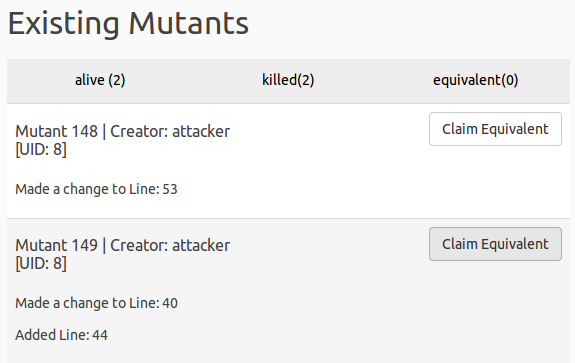 Existing Mutants
alive (2) killed(2) equivalent(0)
Mutant 148 | Creator: attacker
[UID: 8]
Claim Equivalent
Made a change to Line: 53
Mutant 149 | Creator: attacker
[UID: 8]
Claim Equivalent
Made a change to Line: 40
Added Line: 44